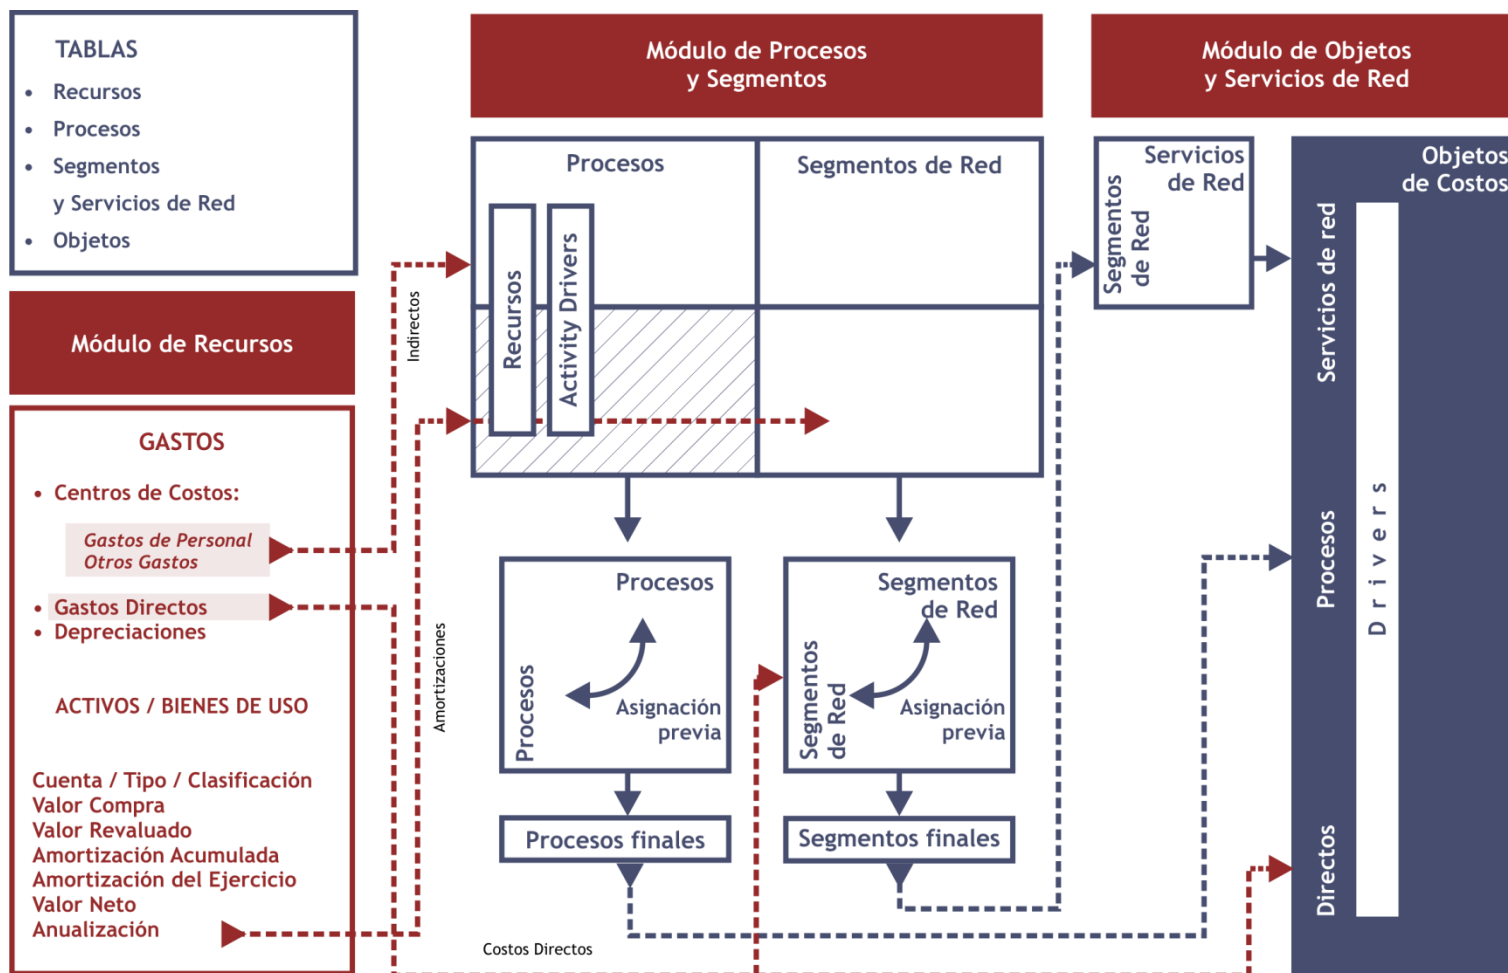 TABLAS
• Recursos
• Procesos
• Segmentos
y Servicios de Red
• Objetos
Módulo de Recursos
GASTOS
• Centros de Costos:
Gastos de Personal
Otros Gastos
• Gastos Directos
• Depreciaciones
ACTIVOS / BIENES DE USO
Cuenta / Tipo / Clasificación
Valor Compra
Valor Revaluado
Amortización Acumulada
Amortización del Ejercicio
Valor Neto
Anualización
Indirectos
Amortizaciones
Costos Directos
Módulo de Procesos
y Segmentos
Procesos
Segmentos de Red
Recursos
Activity Drivers
Procesos
Procesos
Asignación
previa
Segmentos
de Red
Segmentos
de Red
Asignación
previa
Procesos finales
Segmentos finales
Módulo de Objetos
y Servicios de Red
Servicios
de Red
Segmentos
de Red
Objetos
de Costos
Servicios de red
Procesos
Directos
Drivers